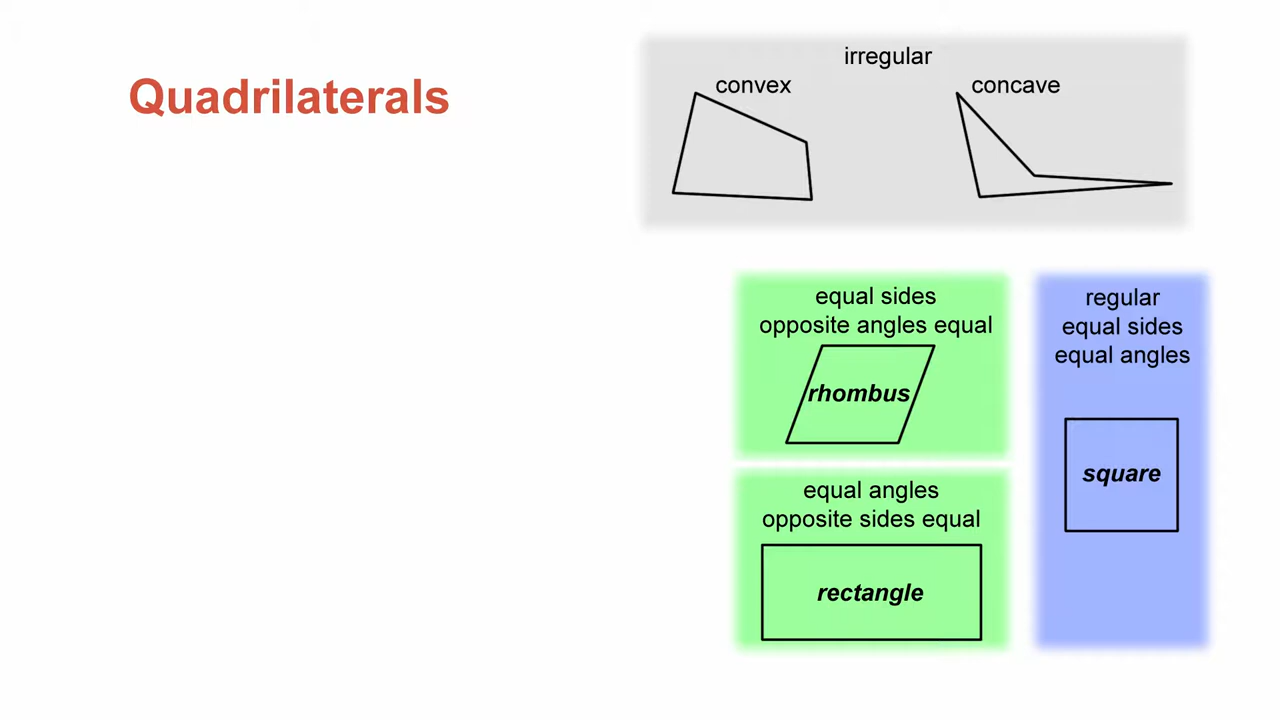 Quadrilaterals
irregular
convex
concave
equal sides
opposite angles equal
rhombus
equal angles
opposite sides equal
rectangle
regular
equal sides
equal angles
square